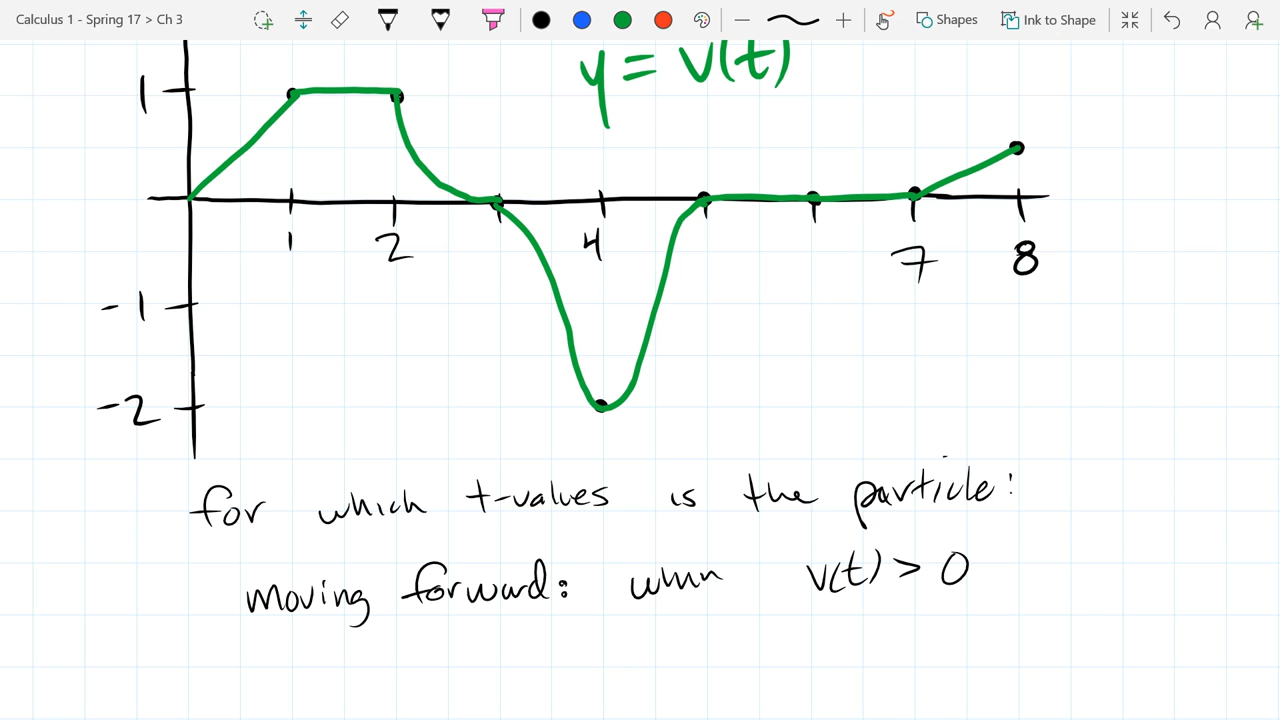 Calculus 1 - Spring 17 > Ch 3
Shapes
Ink to Shape
y = v(t)
1
1
2
4
7
8
-1
-2
for which t-values is the particle:
moving forward: when v(t) > 0